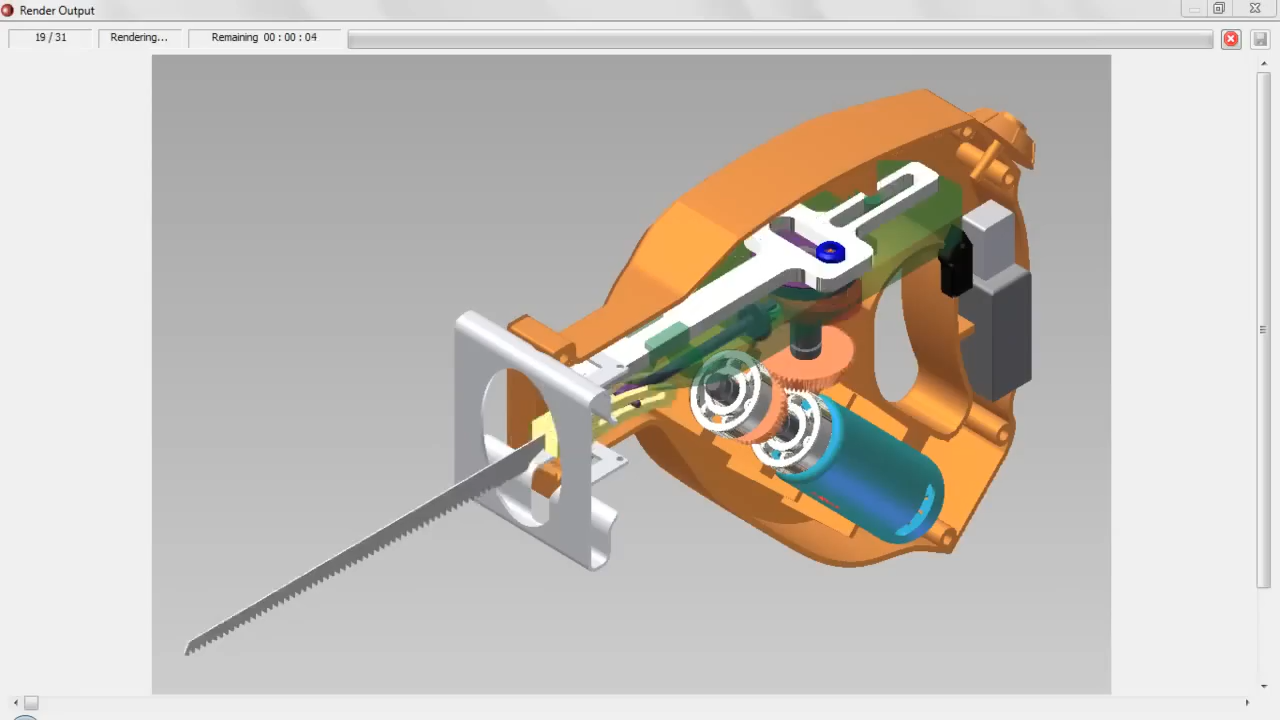 Render Output
19 / 31
Rendering...
Remaining 00 : 00 : 04